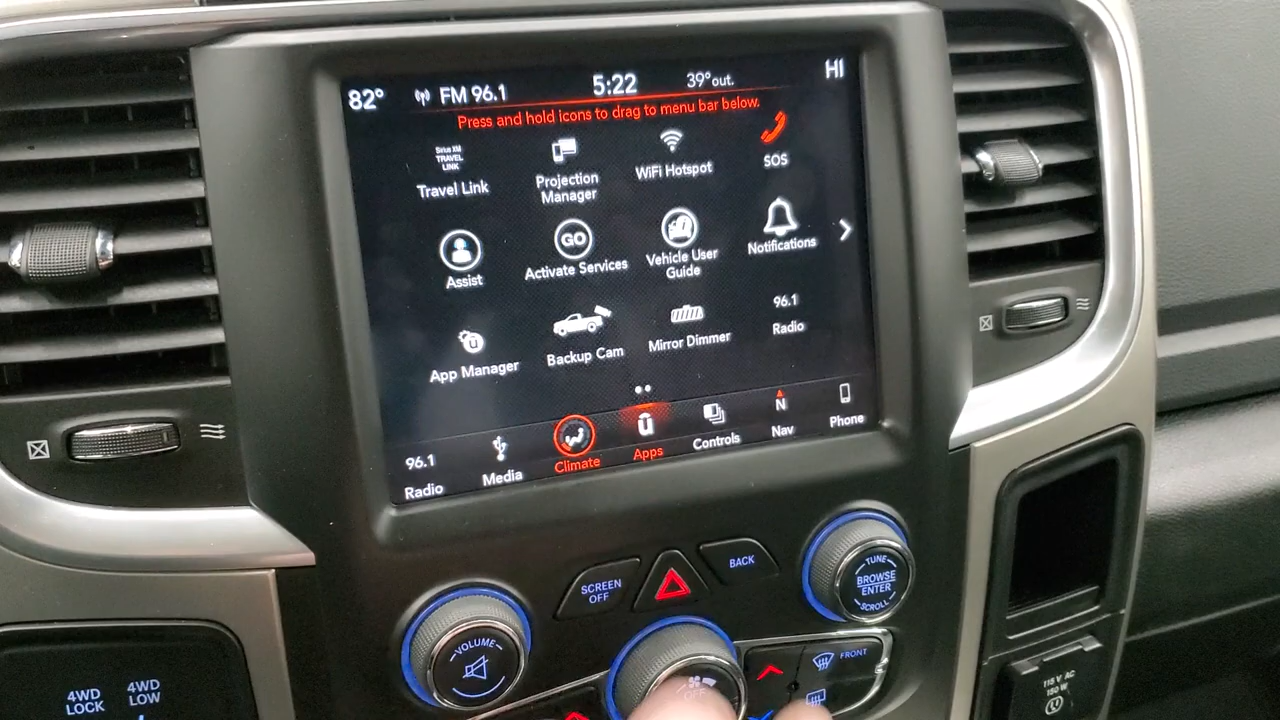 82° FM 96.1 5:22 39°out. HI
Press and hold icons to drag to menu bar below.
Sirius XM
TRAVEL
LINK
Travel Link
Projection
Manager
WiFi Hotspot
SOS
Assist
GO
Activate Services
Vehicle User
Guide
Notifications
App Manager
Backup Cam
Mirror Dimmer
96.1
Radio
96.1
Radio
Media
Climate
Apps
Controls
N
Nav
Phone
SCREEN
OFF
BACK
VOLUME
TUNE
BROWSE
ENTER
SCROLL
FRONT
4WD
LOCK
4WD
LOW
115 V AC
150 W